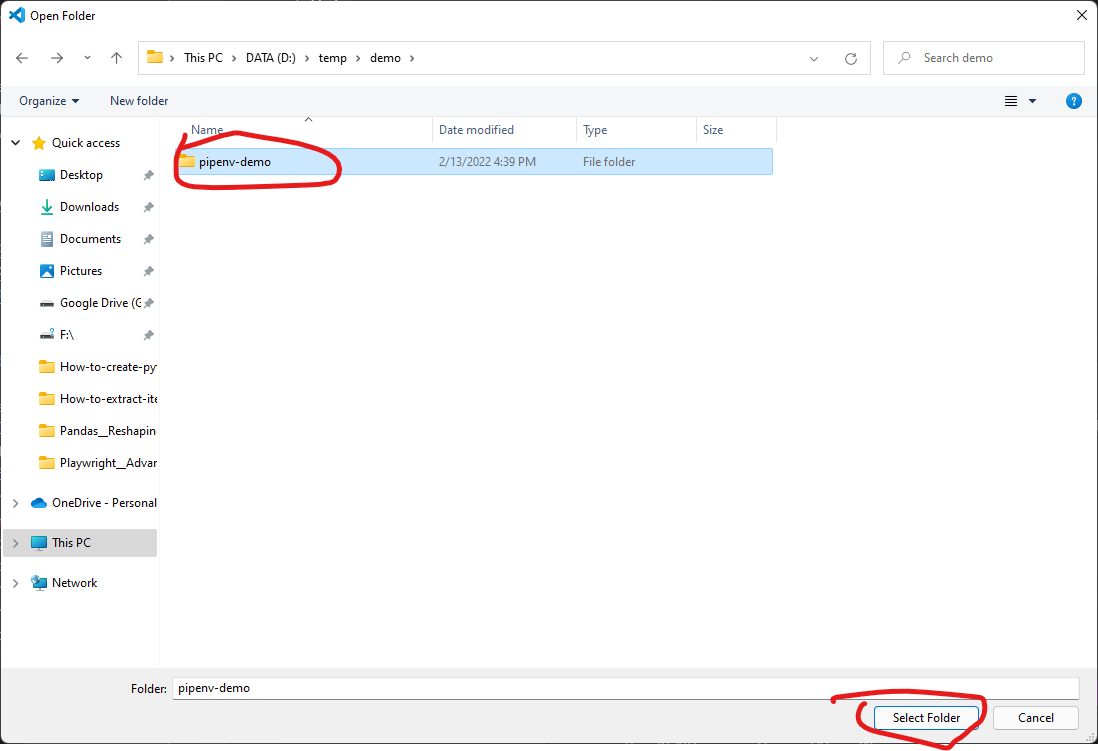 Open Folder
This PC > DATA (D:) > temp > demo >
Search demo
Organize
New folder
?
Name
Date modified
Type
Size
Quick access
pipenv-demo
2/13/2022 4:39 PM
File folder
Desktop
Downloads
Documents
Pictures
Google Drive (G
F:\
How-to-create-py
How-to-extract-ite
Pandas__Reshapin
Playwright__Advan
OneDrive - Personal
This PC
Network
Folder: pipenv-demo
Select Folder
Cancel